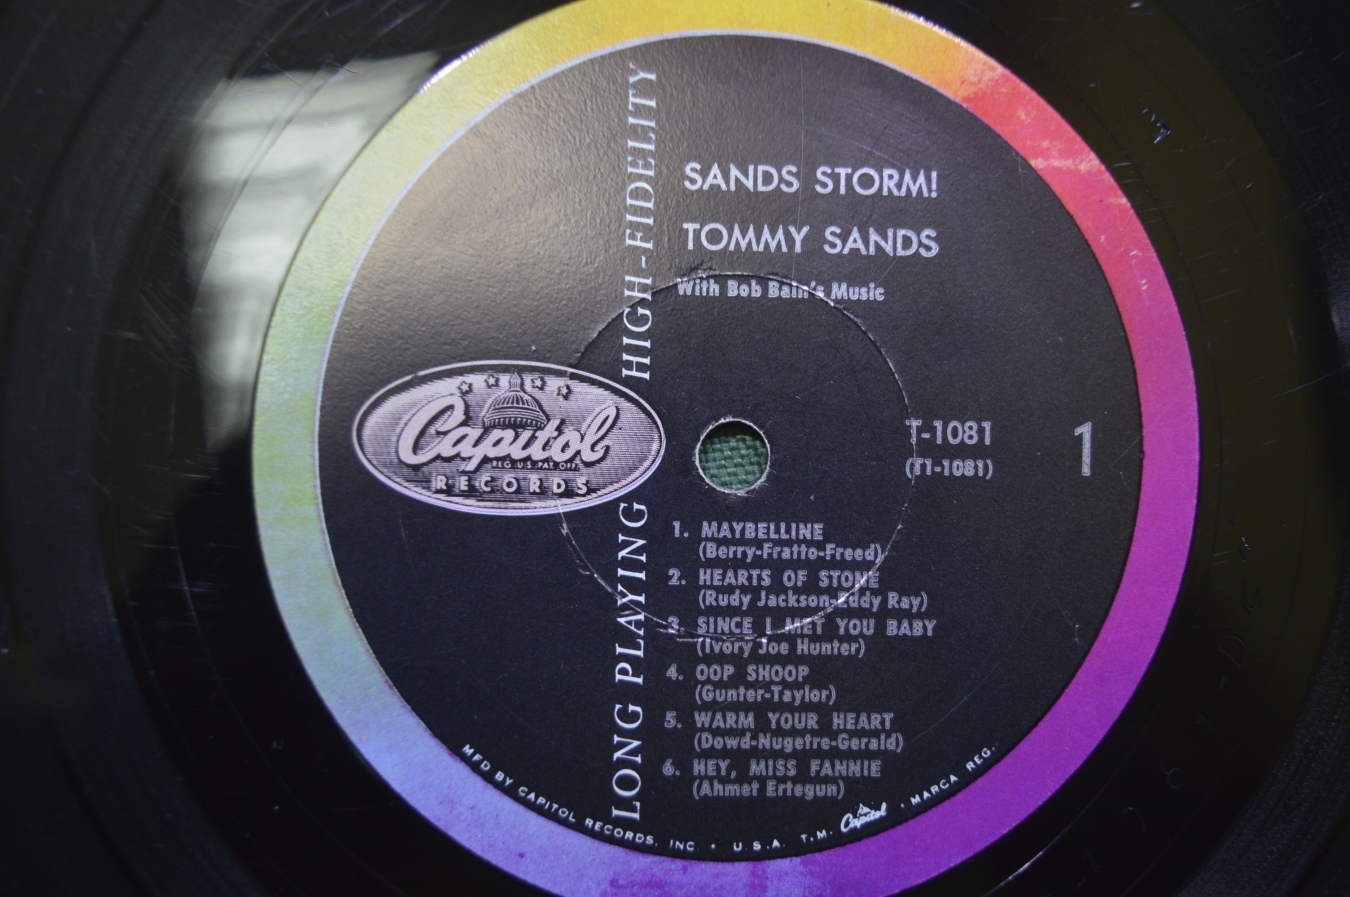 SANDS STORM!
TOMMY SANDS
With Bob Bain's Music
LONG PLAYING HIGH-FIDELITY
Capitol
REG. U.S. PAT. OFF.
RECORDS
T-1081
(T1-1081)
1
1. MAYBELLINE
(Berry-Fratto-Freed)
2. HEARTS OF STONE
(Rudy Jackson-Eddy Ray)
3. SINCE I MET YOU BABY
(Ivory Joe Hunter)
4. OOP SHOOP
(Gunter-Taylor)
5. WARM YOUR HEART
(Dowd-Nugetre-Gerald)
6. HEY, MISS FANNIE
(Ahmet Ertegun)
MFD BY CAPITOL RECORDS, INC • U.S.A. T.M. Capitol • MARCA REG.